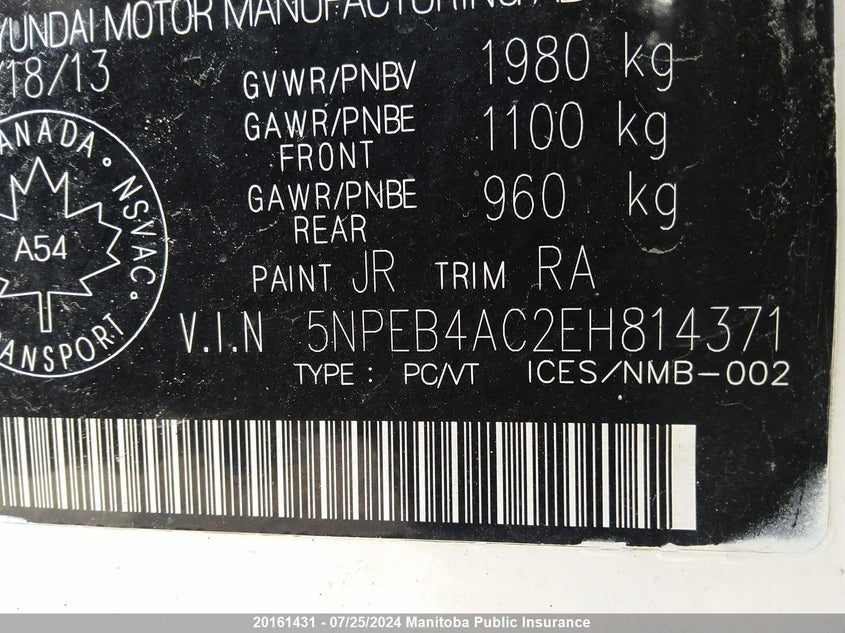 YUNDAI MOTOR MANUFACTURING
/18/13
GVWR/PNBV 1980 kg
GAWR/PNBE FRONT 1100 kg
GAWR/PNBE REAR 960 kg
ANADA • NSVAC • ANSPORT
A54
PAINT JR TRIM RA
V.I.N 5NPEB4AC2EH814371
TYPE : PC/VT ICES/NMB-002
20161431 - 07/25/2024 Manitoba Public Insurance